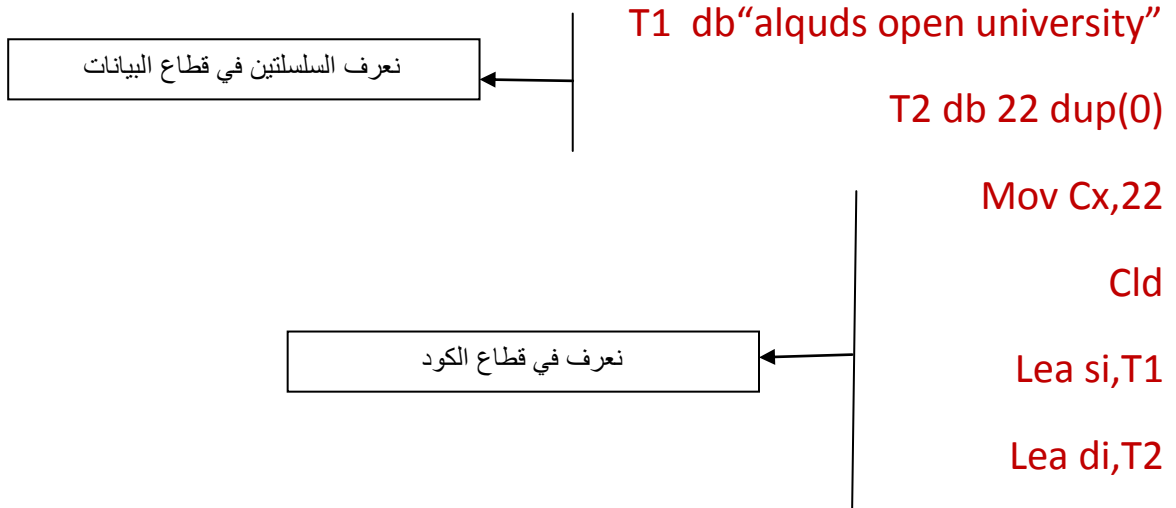 T1  db“alquds open university”
نعرف السلسلتين في قطاع البيانات
T2 db 22 dup(0)
Mov Cx,22
Cld
نعرف في قطاع الكود
Lea si,T1
Lea di,T2